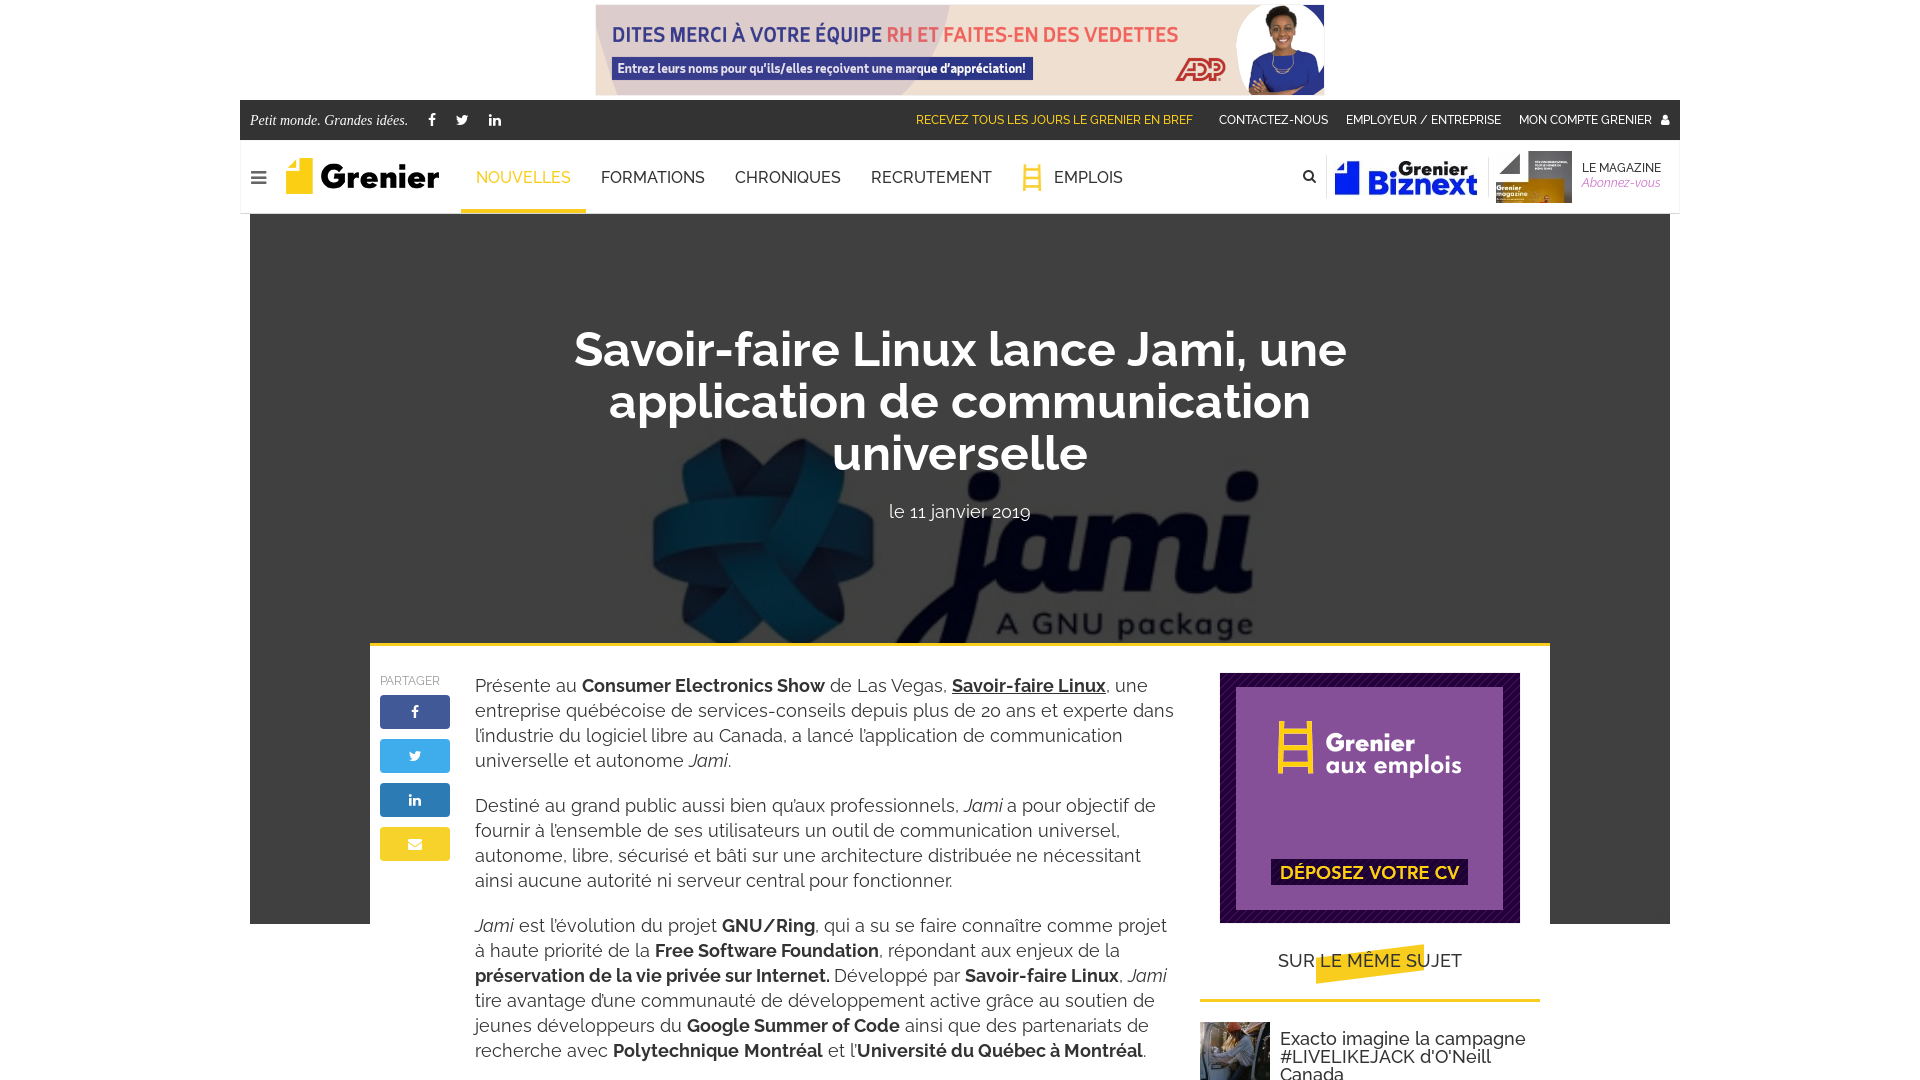 DITES MERCI À VOTRE ÉQUIPE RH ET FAITES-EN DES VEDETTES
Entrez leurs noms pour qu'ils/elles reçoivent une marque d'appréciation!
ADP
Petit monde. Grandes idées.
RECEVEZ TOUS LES JOURS LE GRENIER EN BREF
CONTACTEZ-NOUS
EMPLOYEUR / ENTREPRISE
MON COMPTE GRENIER
Grenier
NOUVELLES
FORMATIONS
CHRONIQUES
RECRUTEMENT
EMPLOIS
Grenier
Biznext
Grenier
magazine
LE MAGAZINE
Abonnez-vous
Savoir-faire Linux lance Jami, une
application de communication
universelle
le 11 janvier 2019
jami
A GNU package
PARTAGER
Présente au Consumer Electronics Show de Las Vegas, Savoir-faire Linux, une
entreprise québécoise de services-conseils depuis plus de 20 ans et experte dans
l’industrie du logiciel libre au Canada, a lancé l’application de communication
universelle et autonome Jami.
Destiné au grand public aussi bien qu’aux professionnels, Jami a pour objectif de
fournir à l’ensemble de ses utilisateurs un outil de communication universel,
autonome, libre, sécurisé et bâti sur une architecture distribuée ne nécessitant
ainsi aucune autorité ni serveur central pour fonctionner.
Jami est l’évolution du projet GNU/Ring, qui a su se faire connaître comme projet
à haute priorité de la Free Software Foundation, répondant aux enjeux de la
préservation de la vie privée sur Internet. Développé par Savoir-faire Linux, Jami
tire avantage d’une communauté de développement active grâce au soutien de
jeunes développeurs du Google Summer of Code ainsi que des partenariats de
recherche avec Polytechnique Montréal et l’Université du Québec à Montréal.
Grenier
aux emplois
DÉPOSEZ VOTRE CV
SUR LE MÊME SUJET
Exacto imagine la campagne
#LIVELIKEJACK d'O'Neill
Canada